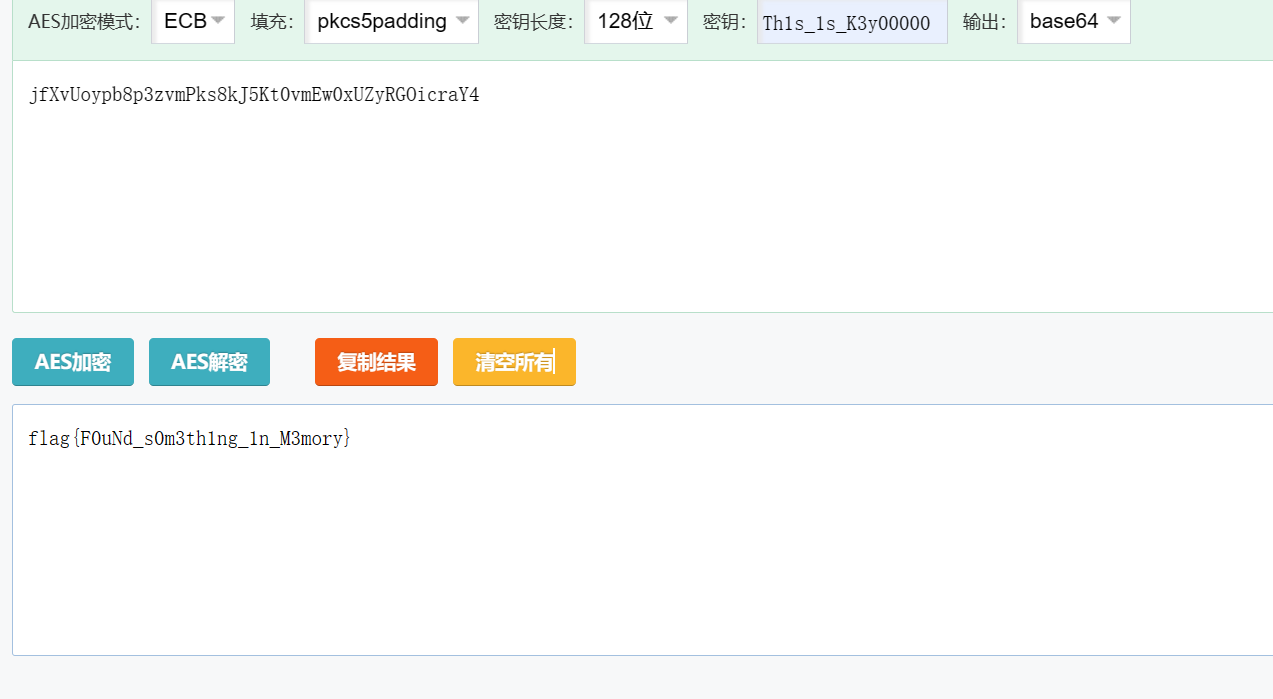 AES加密模式： ECB 填充： pkcs5padding 密钥长度： 128位 密钥： Th1s_1s_K3y00000 输出： base64
jfXvUoypb8p3zvmPks8kJ5Kt0vmEw0xUZyRGOicraY4
AES加密 AES解密 复制结果 清空所有
flag{F0uNd_s0m3th1ng_1n_M3mory}